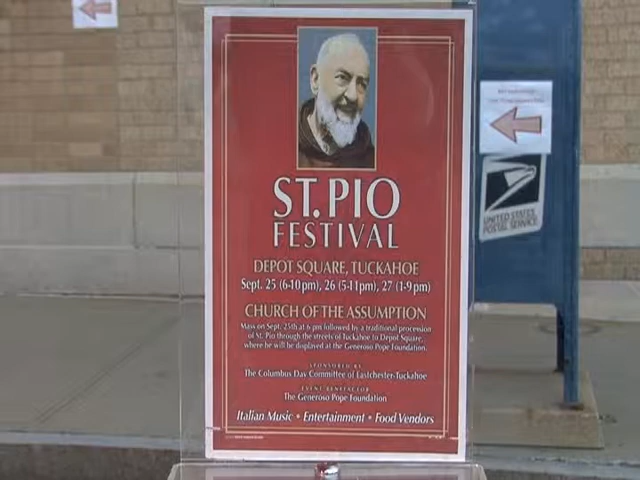 ST. PIO
FESTIVAL
DEPOT SQUARE, TUCKAHOE
Sept. 25 (6-10 pm), 26 (5-11 pm), 27 (1-9 pm)
CHURCH OF THE ASSUMPTION
Mass on Sept. 25th at 6 pm followed by a traditional procession
of St. Pio through the streets of Tuckahoe to Depot Square,
where he will be displayed at the Generoso Pope Foundation.
SPONSORED BY
The Columbus Day Committee of Eastchester-Tuckahoe
EVENT BENEFACTOR
The Generoso Pope Foundation
Italian Music • Entertainment • Food Vendors
UNITED STATES
POSTAL SERVICE